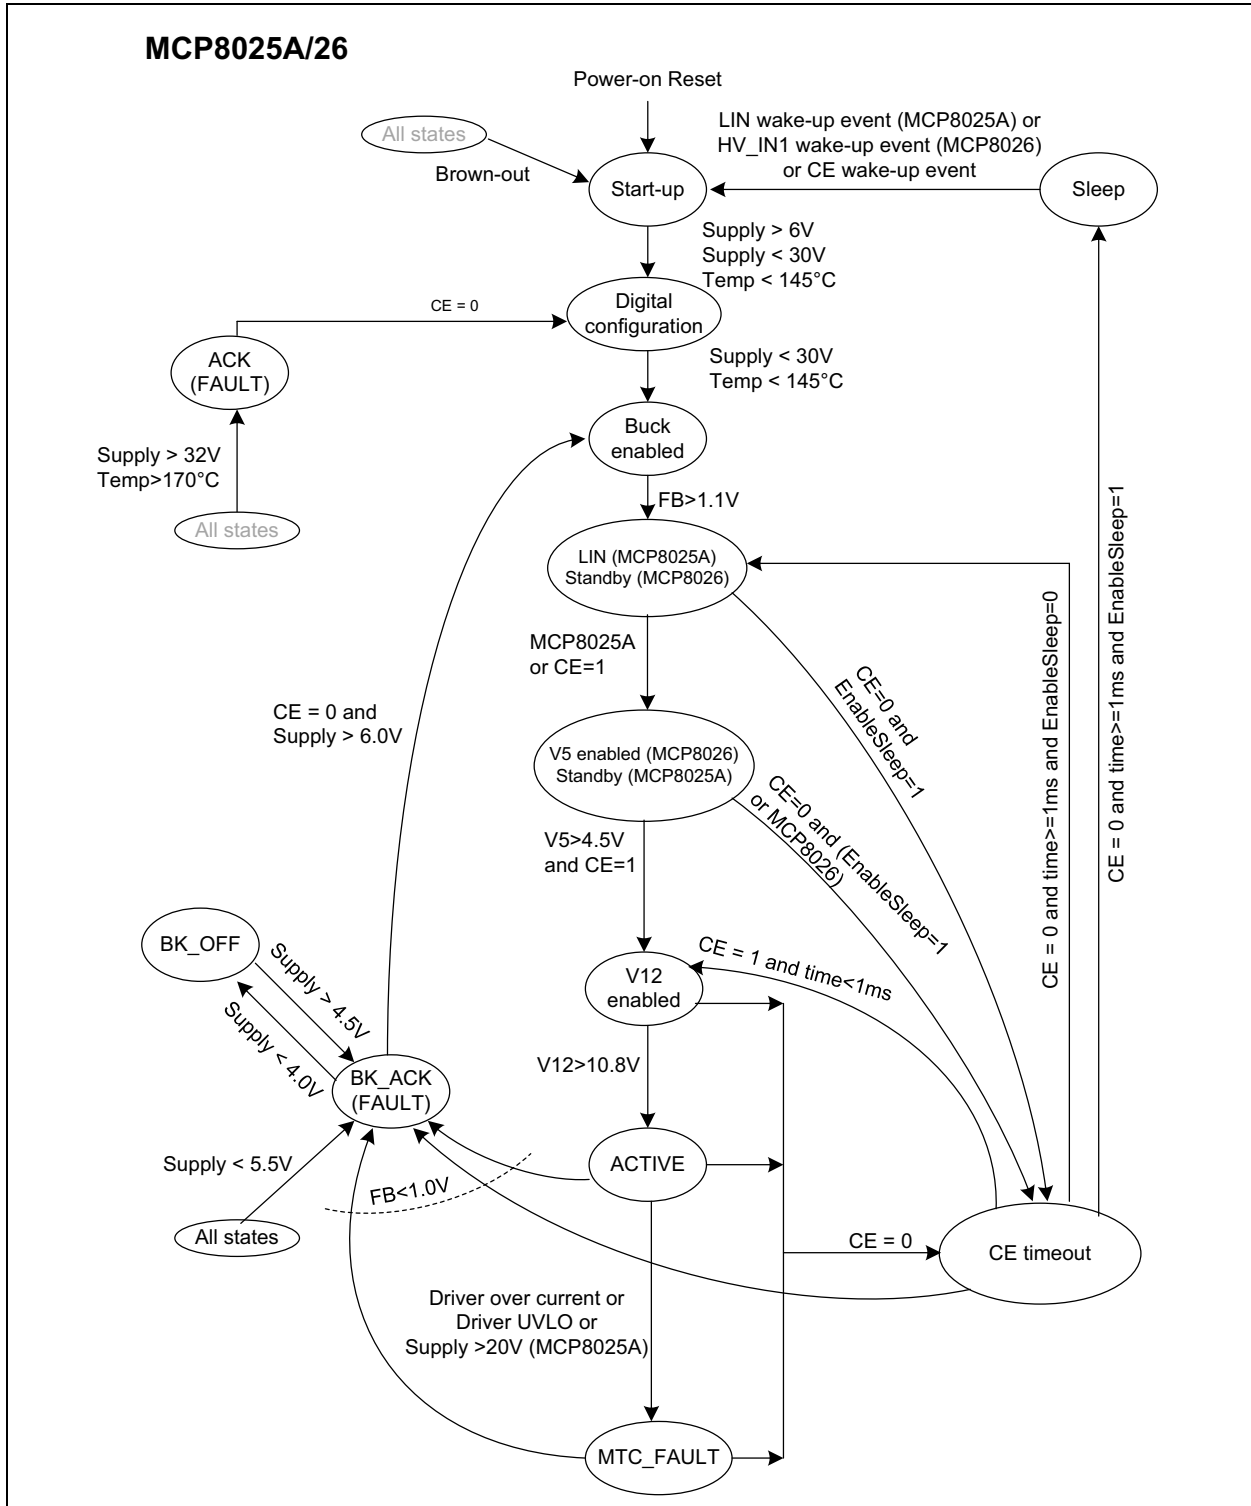 MCP8025A/26
Power-on Reset
All states
Brown-out
LIN wake-up event (MCP8025A) or
HV_IN1 wake-up event (MCP8026)
or CE wake-up event
Start-up
Sleep
Supply > 6V
Supply < 30V
Temp < 145°C
CE = 0
Digital
configuration
ACK
(FAULT)
Supply < 30V
Temp < 145°C
Buck
enabled
Supply > 32V
Temp>170°C
All states
FB>1.1V
LIN (MCP8025A)
Standby (MCP8026)
CE = 0 and time>=1ms and EnableSleep=0
CE = 0 and time>=1ms and EnableSleep=1
MCP8025A
or CE=1
CE=0 and
EnableSleep=1
CE = 0 and
Supply > 6.0V
V5 enabled (MCP8026)
Standby (MCP8025A)
CE=0 and (EnableSleep=1
or MCP8026)
V5>4.5V
and CE=1
BK_OFF
Supply > 4.5V
Supply < 4.0V
V12
enabled
CE = 1 and time<1ms
V12>10.8V
BK_ACK
(FAULT)
Supply < 5.5V
ACTIVE
FB<1.0V
All states
CE = 0
CE timeout
Driver over current or
Driver UVLO or
Supply >20V (MCP8025A)
MTC_FAULT